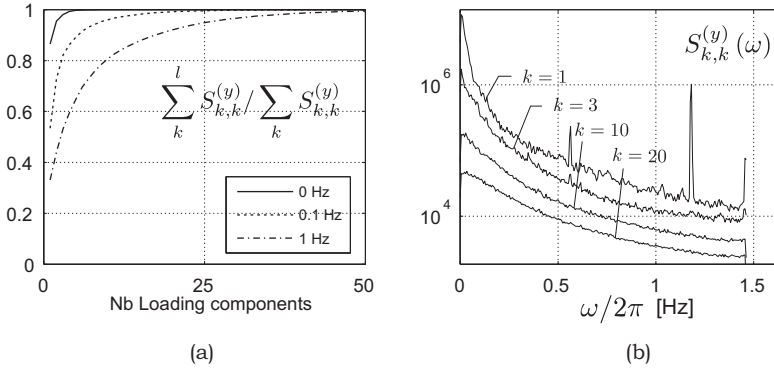 1
0.8
0.6
0.4
0.2
0
0
25
50
Nb Loading components
\sum_{k}^{l} S_{k,k}^{(y)} / \sum_{k} S_{k,k}^{(y)}
0 Hz
0.1 Hz
1 Hz
(a)
S_{k,k}^{(y)}(ω)
10^6
10^4
k = 1
k = 3
k = 10
k = 20
0
0.5
1
1.5
ω/2π [Hz]
(b)